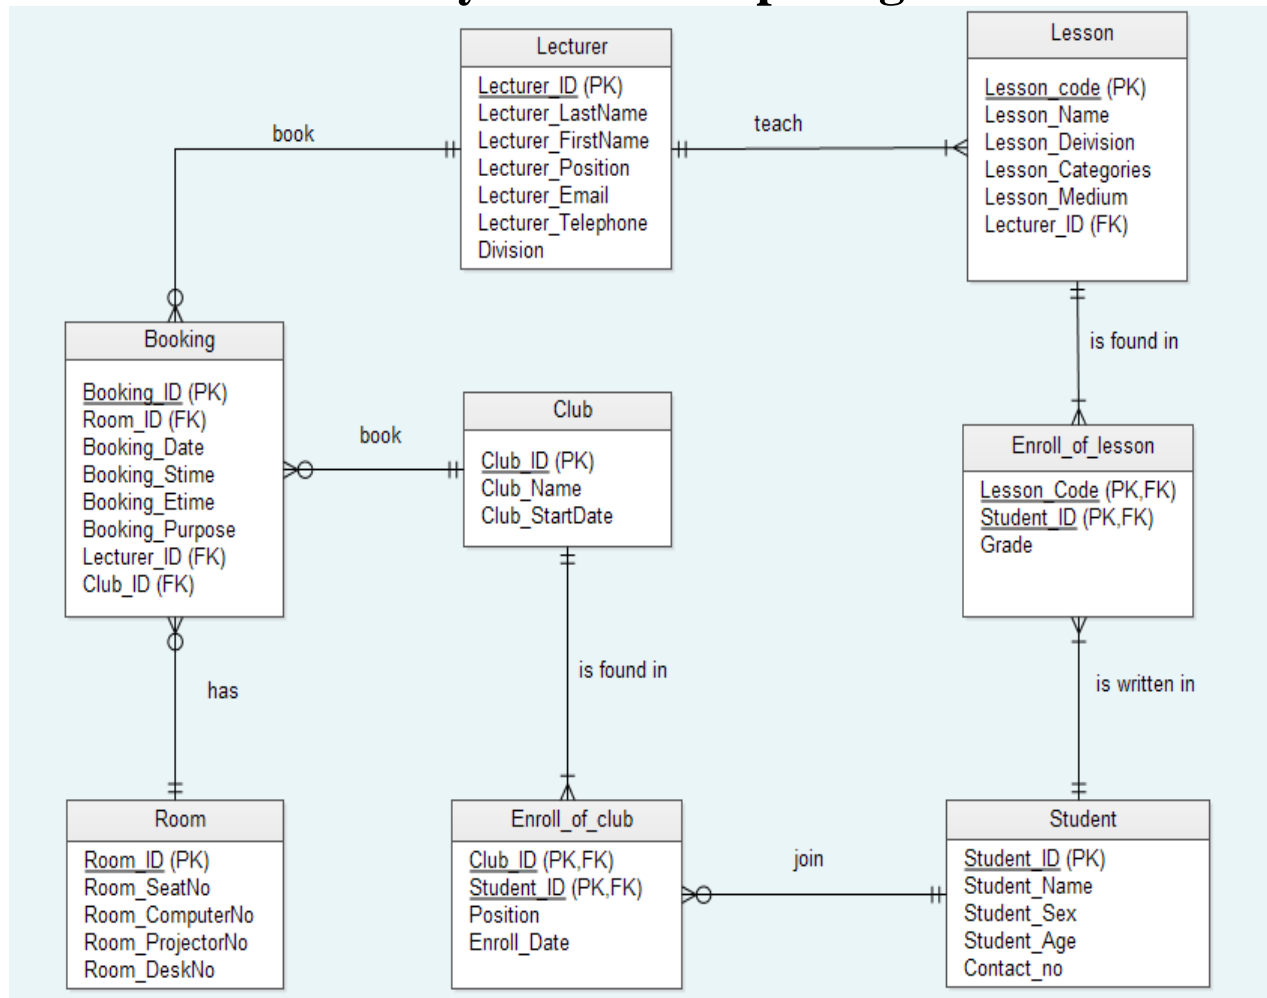 Lecturer
Lecturer_ID (PK)
Lecturer_LastName
Lecturer_FirstName
Lecturer_Position
Lecturer_Email
Lecturer_Telephone
Division
Lesson
Lesson_code (PK)
Lesson_Name
Lesson_Deivision
Lesson_Categories
Lesson_Medium
Lecturer_ID (FK)
book
teach
Booking
Booking_ID (PK)
Room_ID (FK)
Booking_Date
Booking_Stime
Booking_Etime
Booking_Purpose
Lecturer_ID (FK)
Club_ID (FK)
book
Club
Club_ID (PK)
Club_Name
Club_StartDate
is found in
Enroll_of_lesson
Lesson_Code (PK,FK)
Student_ID (PK,FK)
Grade
has
is found in
is written in
Room
Room_ID (PK)
Room_SeatNo
Room_ComputerNo
Room_ProjectorNo
Room_DeskNo
Enroll_of_club
Club_ID (PK,FK)
Student_ID (PK,FK)
Position
Enroll_Date
join
Student
Student_ID (PK)
Student_Name
Student_Sex
Student_Age
Contact_no